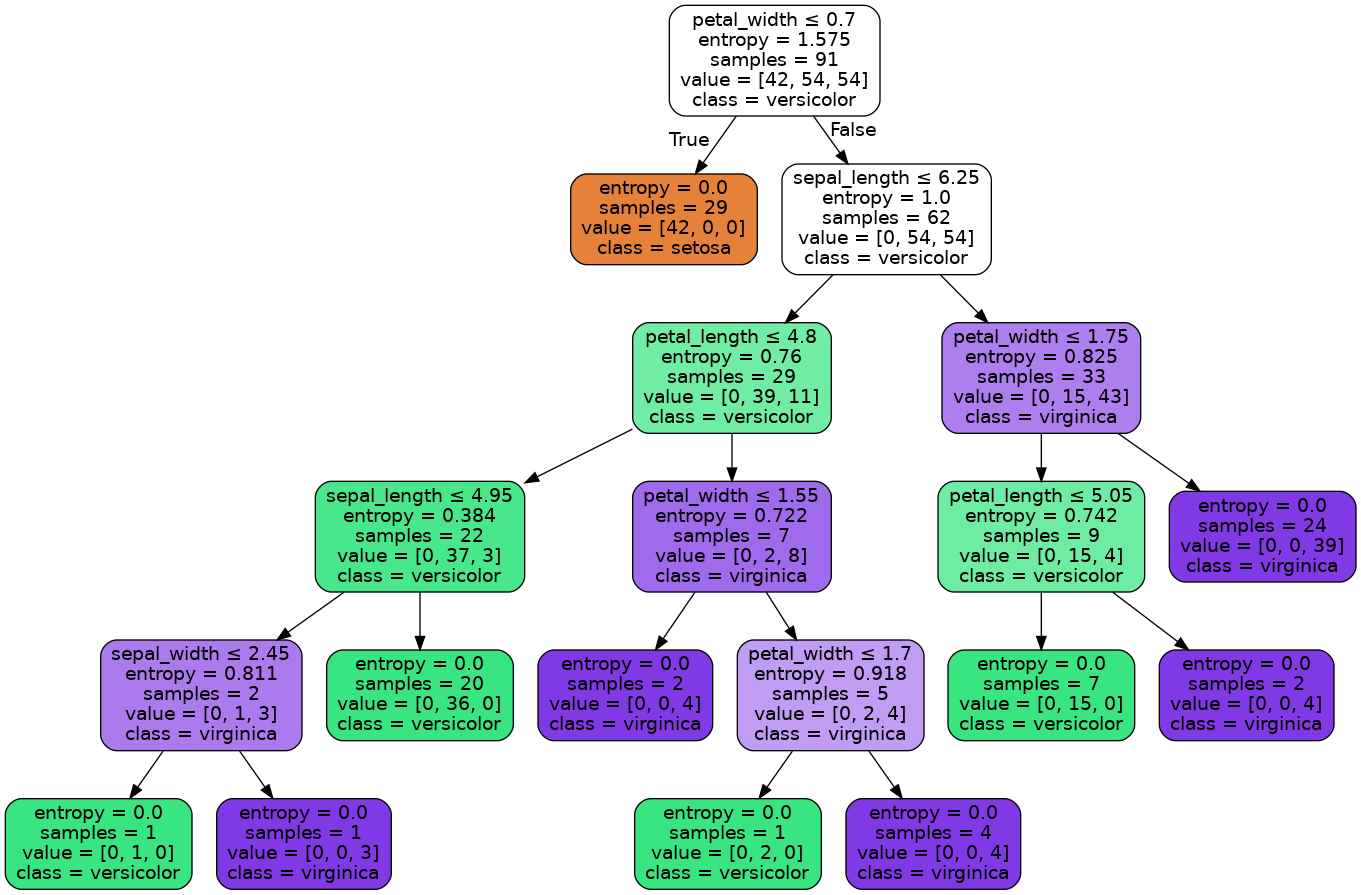 petal_width ≤ 0.7
entropy = 1.575
samples = 91
value = [42, 54, 54]
class = versicolor
True
False
entropy = 0.0
samples = 29
value = [42, 0, 0]
class = setosa
sepal_length ≤ 6.25
entropy = 1.0
samples = 62
value = [0, 54, 54]
class = versicolor
petal_length ≤ 4.8
entropy = 0.76
samples = 29
value = [0, 39, 11]
class = versicolor
petal_width ≤ 1.75
entropy = 0.825
samples = 33
value = [0, 15, 43]
class = virginica
sepal_length ≤ 4.95
entropy = 0.384
samples = 22
value = [0, 37, 3]
class = versicolor
petal_width ≤ 1.55
entropy = 0.722
samples = 7
value = [0, 2, 8]
class = virginica
petal_length ≤ 5.05
entropy = 0.742
samples = 9
value = [0, 15, 4]
class = versicolor
entropy = 0.0
samples = 24
value = [0, 0, 39]
class = virginica
sepal_width ≤ 2.45
entropy = 0.811
samples = 2
value = [0, 1, 3]
class = virginica
entropy = 0.0
samples = 20
value = [0, 36, 0]
class = versicolor
entropy = 0.0
samples = 2
value = [0, 0, 4]
class = virginica
petal_width ≤ 1.7
entropy = 0.918
samples = 5
value = [0, 2, 4]
class = virginica
entropy = 0.0
samples = 7
value = [0, 15, 0]
class = versicolor
entropy = 0.0
samples = 2
value = [0, 0, 4]
class = virginica
entropy = 0.0
samples = 1
value = [0, 1, 0]
class = versicolor
entropy = 0.0
samples = 1
value = [0, 0, 3]
class = virginica
entropy = 0.0
samples = 1
value = [0, 2, 0]
class = versicolor
entropy = 0.0
samples = 4
value = [0, 0, 4]
class = virginica